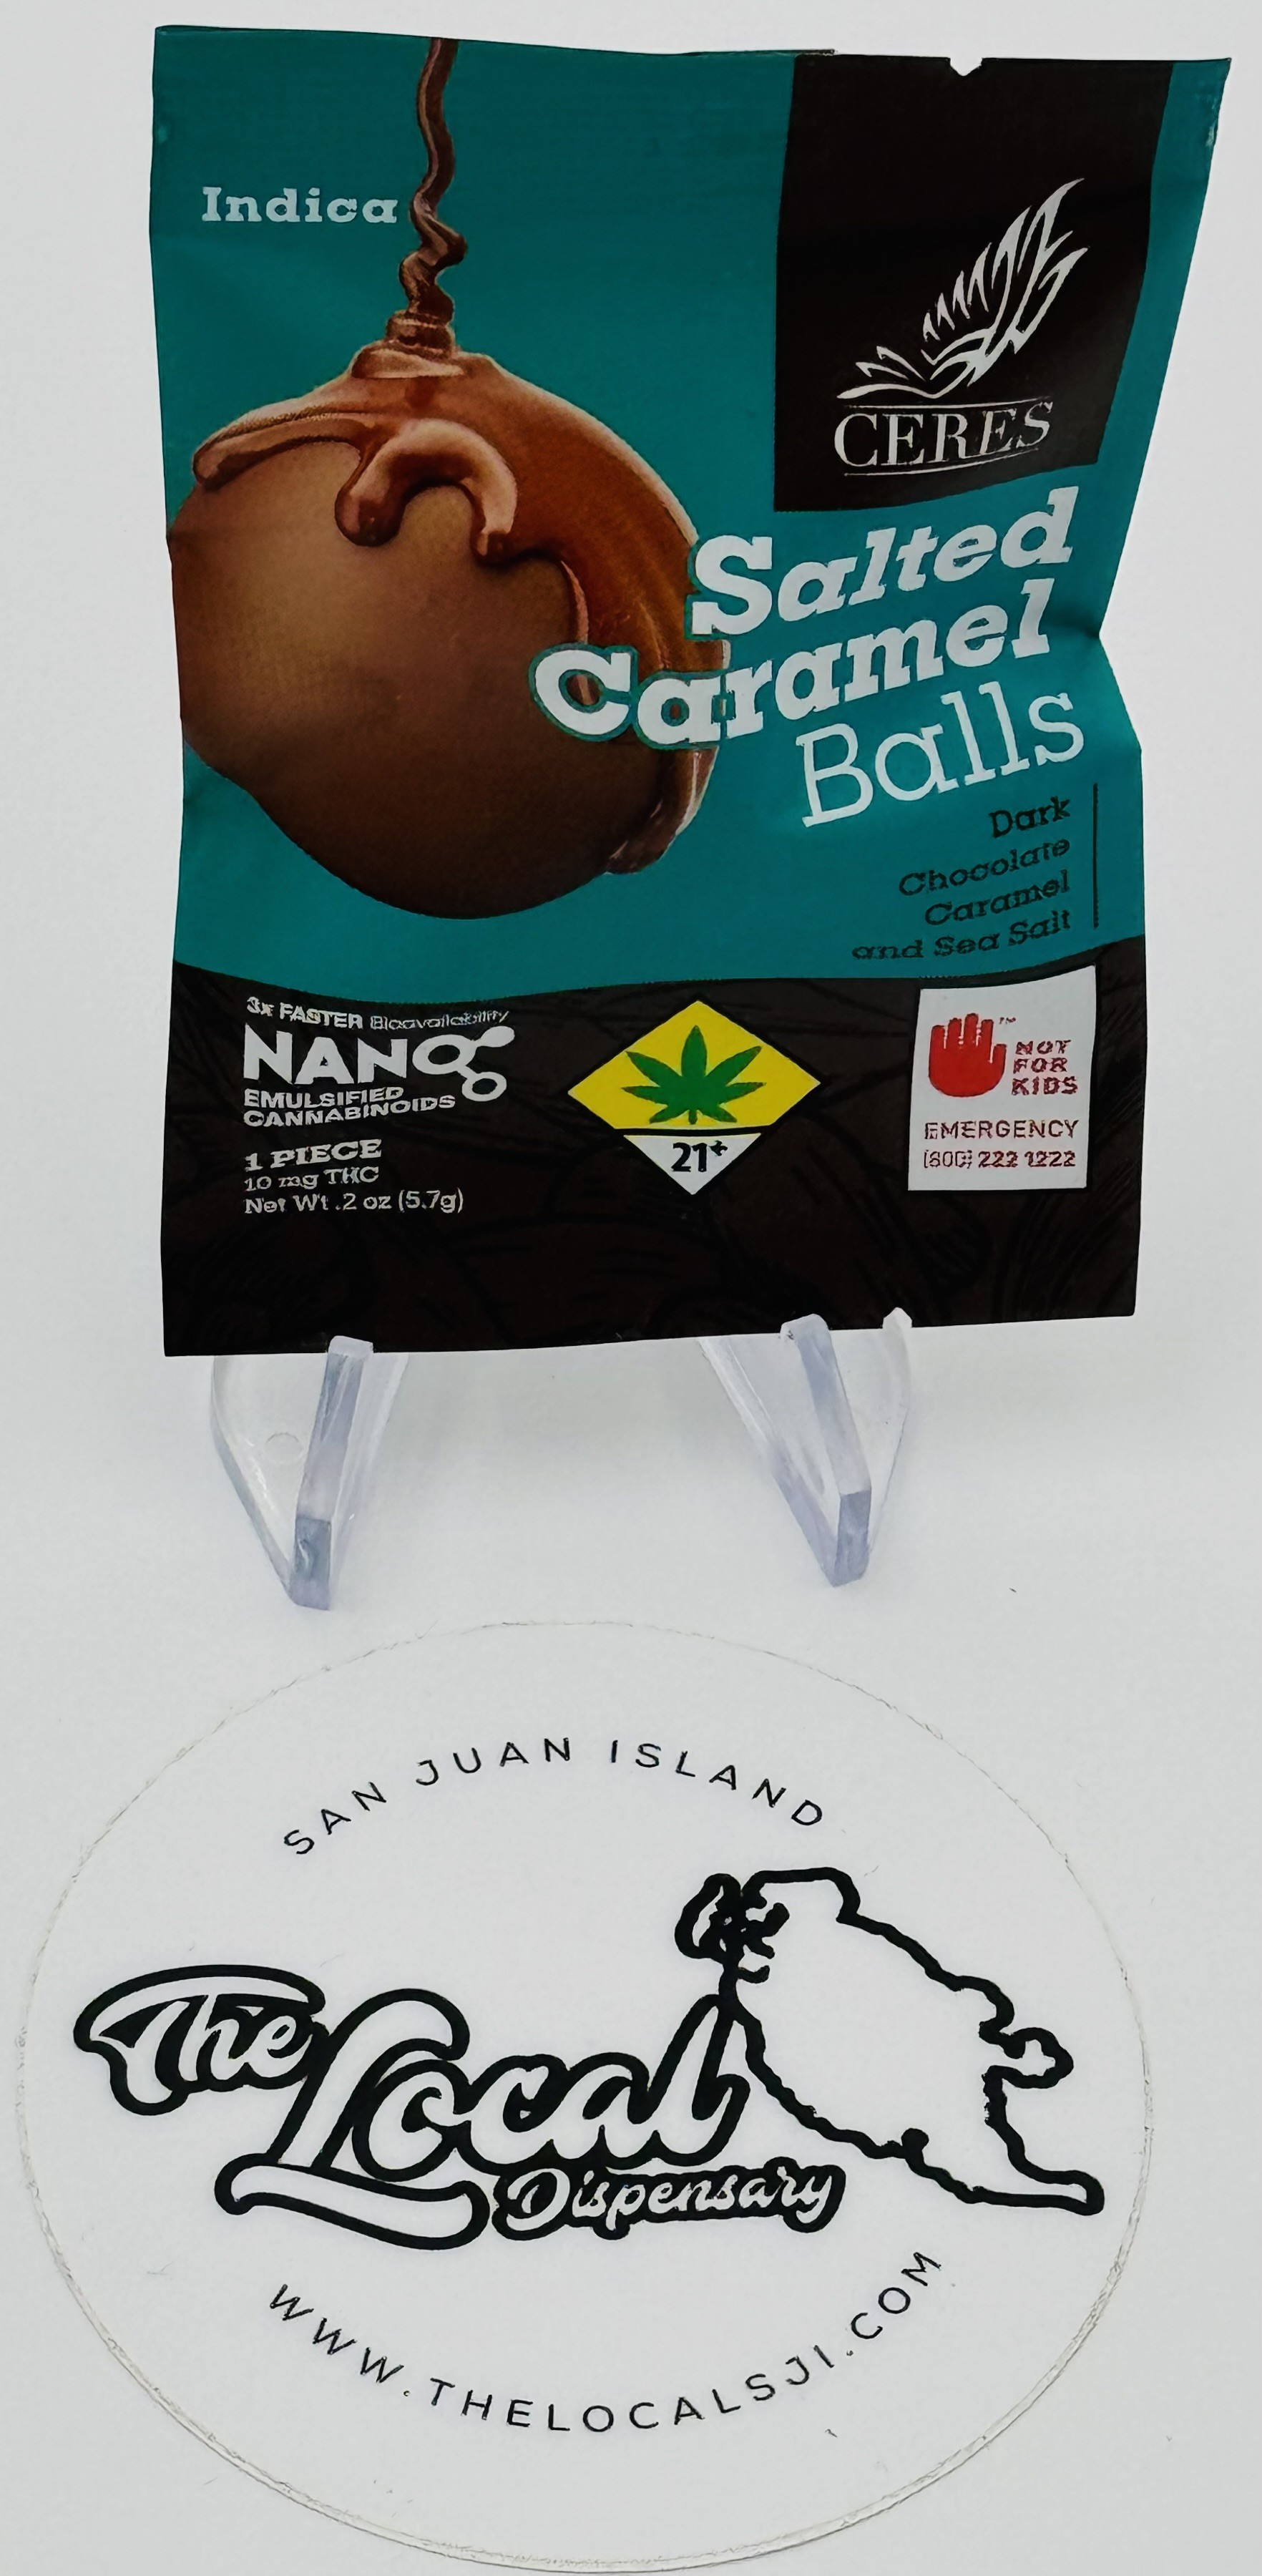 Indica
CERES
Salted
Caramel
Balls
Dark
Chocolate
Caramel
and Sea Salt
3x FASTER Bioavailability
NANO
EMULSIFIED
CANNABINOIDS
1 PIECE
10 mg THC
Net Wt .2 oz (5.7g)
21+
™
NOT
FOR
KIDS
EMERGENCY
(800) 222 1222
SAN JUAN ISLAND
The
Local
Dispensary
WWW.THELOCALSJI.COM